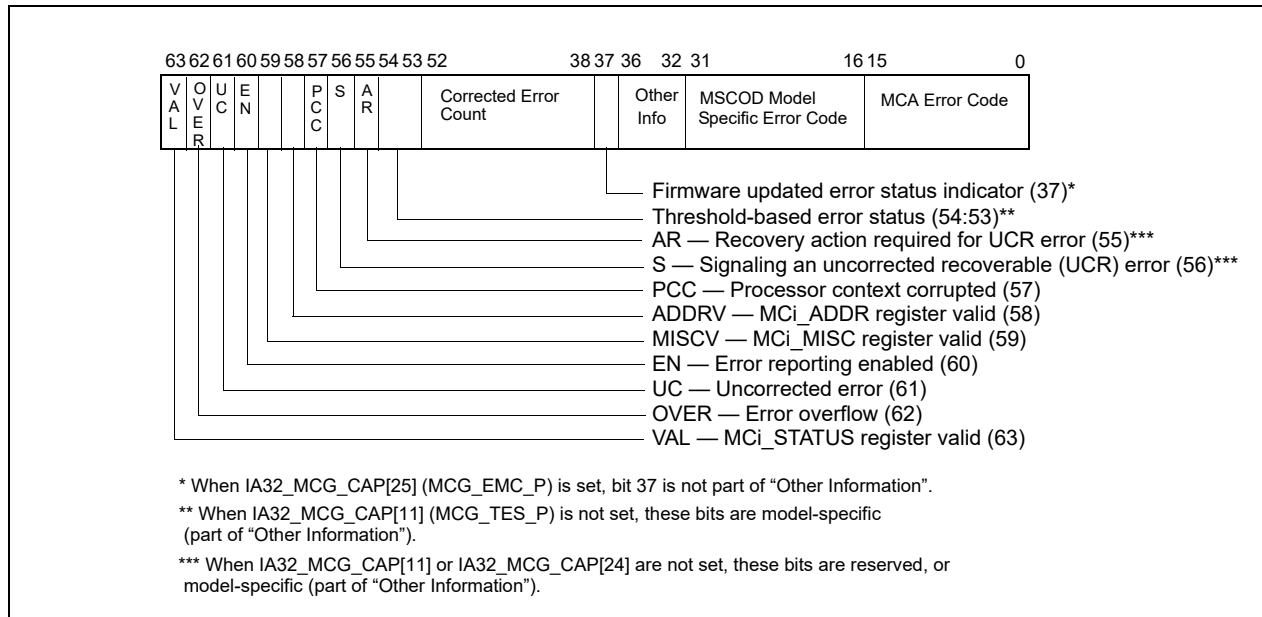 63 62 61 60 59 58 57 56 55 54 53 52 38 37 36 32 31 16 15 0
VAL
OVER
UC
EN
PCC
S
AR
Corrected Error
Count
Other
Info
MSCOD Model
Specific Error Code
MCA Error Code
Firmware updated error status indicator (37)*
Threshold-based error status (54:53)**
AR — Recovery action required for UCR error (55)***
S — Signaling an uncorrected recoverable (UCR) error (56)***
PCC — Processor context corrupted (57)
ADDRV — MCi_ADDR register valid (58)
MISCV — MCi_MISC register valid (59)
EN — Error reporting enabled (60)
UC — Uncorrected error (61)
OVER — Error overflow (62)
VAL — MCi_STATUS register valid (63)
* When IA32_MCG_CAP[25] (MCG_EMC_P) is set, bit 37 is not part of “Other Information”.
** When IA32_MCG_CAP[11] (MCG_TES_P) is not set, these bits are model-specific
(part of “Other Information”).
*** When IA32_MCG_CAP[11] or IA32_MCG_CAP[24] are not set, these bits are reserved, or
model-specific (part of “Other Information”).